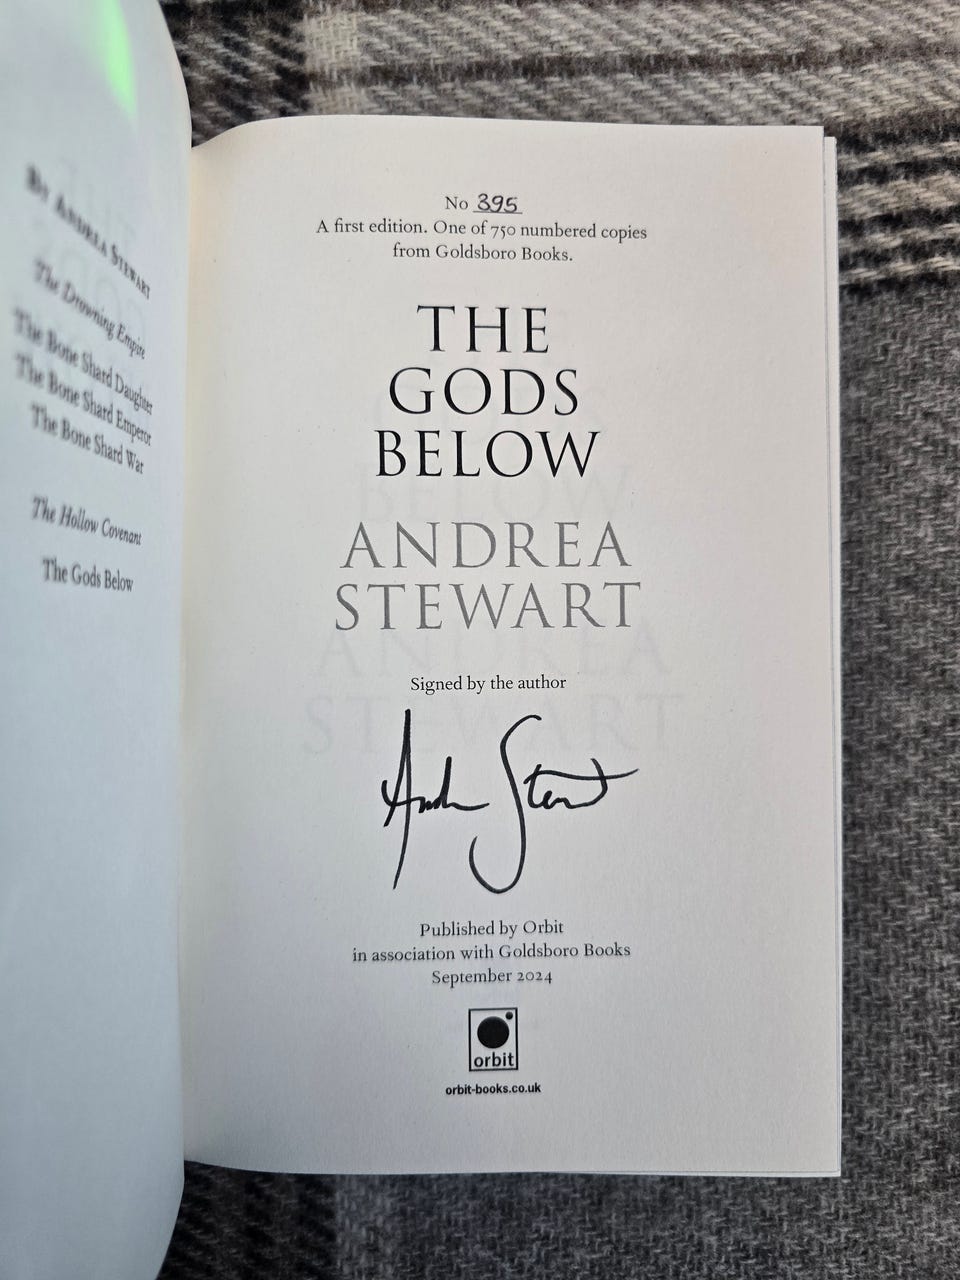 By Andrea Stewart
The Drowning Empire
The Bone Shard Daughter
The Bone Shard Emperor
The Bone Shard War
The Hollow Covenant
The Gods Below
No 395
A first edition. One of 750 numbered copies
from Goldsboro Books.
THE
GODS
BELOW
ANDREA
STEWART
Signed by the author
Andrea Stewart
Published by Orbit
in association with Goldsboro Books
September 2024
orbit
orbit-books.co.uk